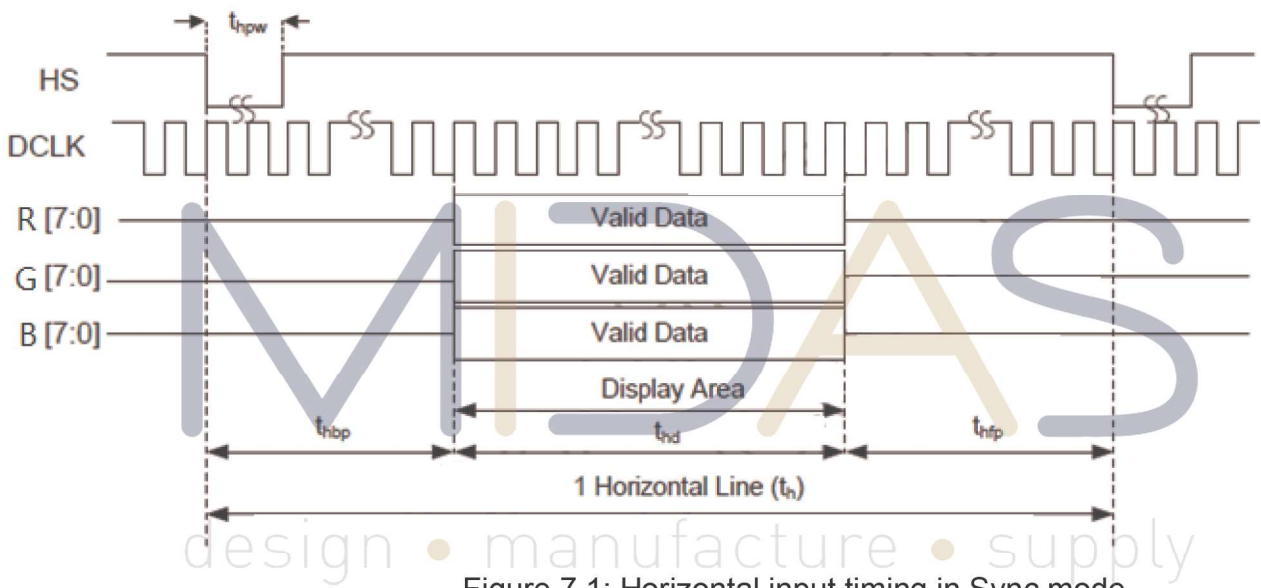 thpw
HS
DCLK
R [7:0]
Valid Data
G [7:0]
Valid Data
B [7:0]
Valid Data
MIDAS
Display Area
thbp
thd
thfp
1 Horizontal Line (th)
design • manufacture • supply
Figure 7.1: Horizontal input timing in Sync mode